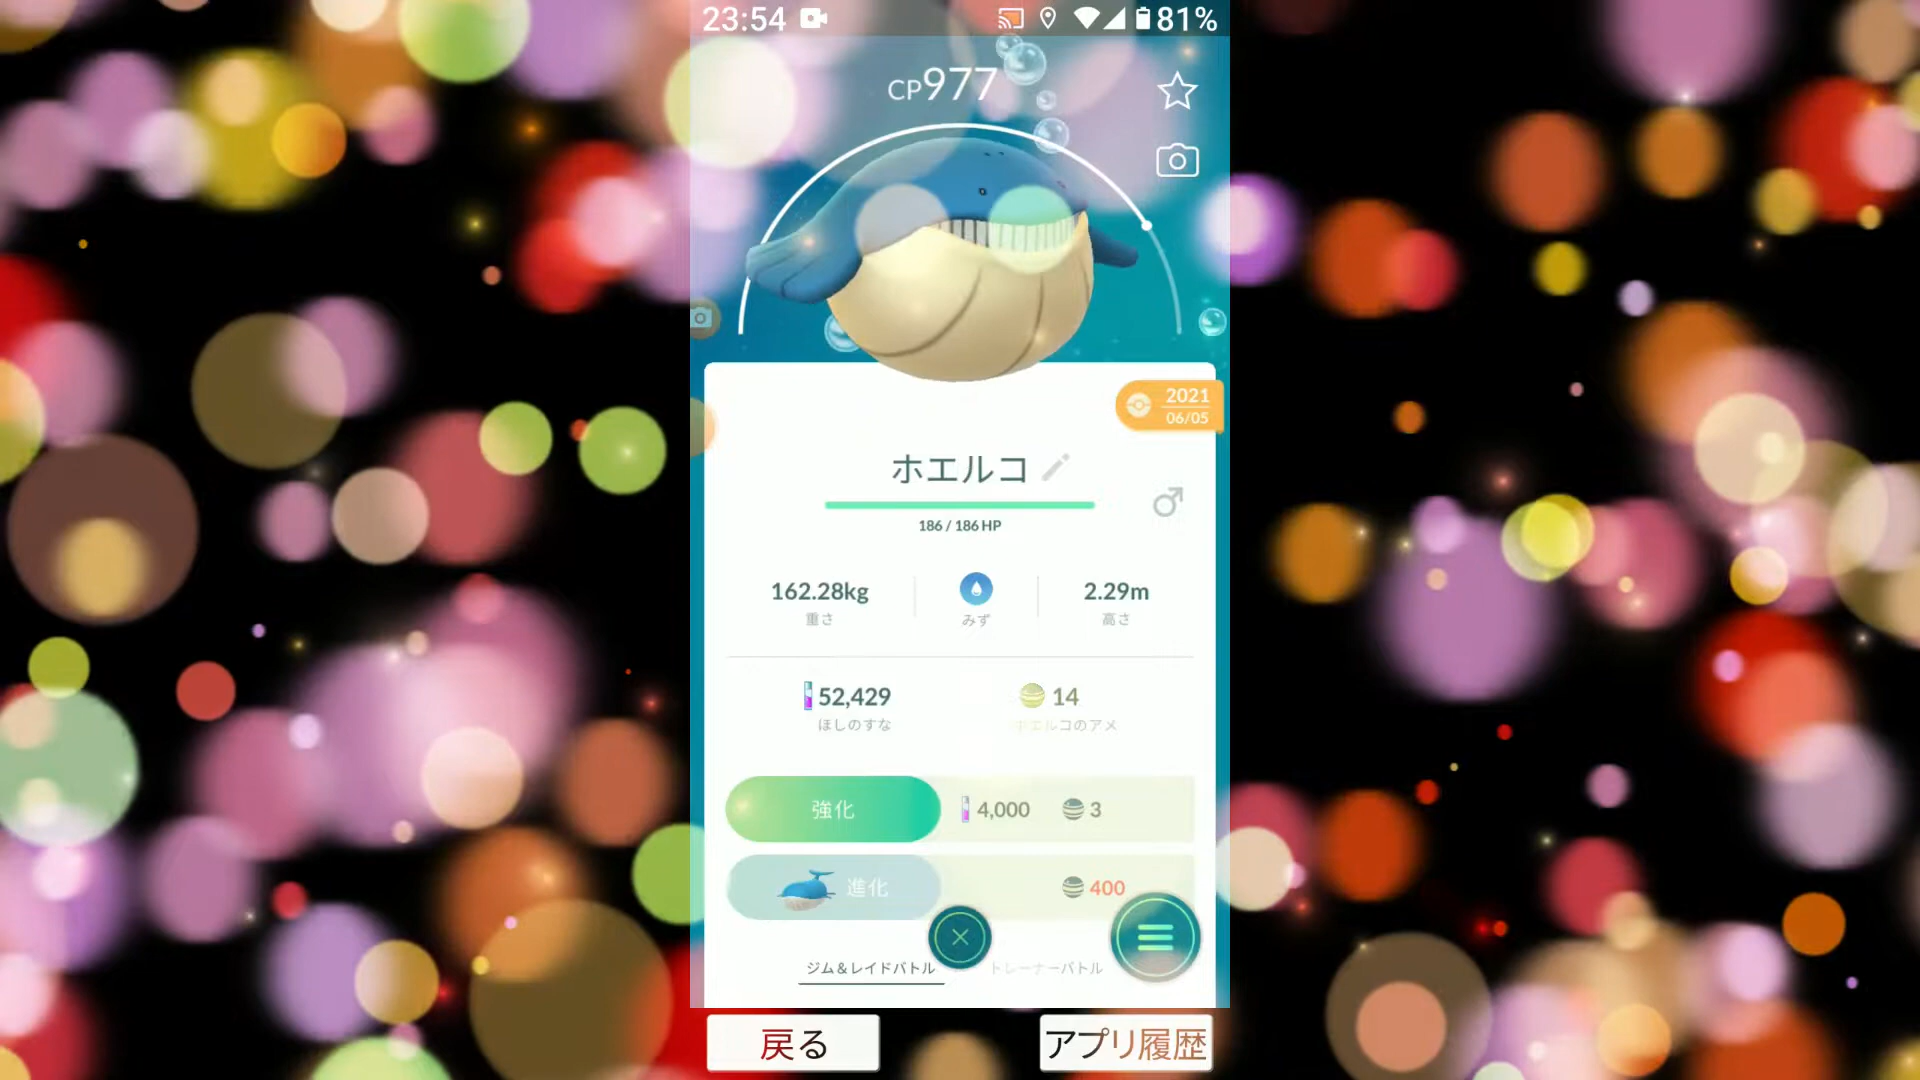 23:54 81%
CP977
2021
06/05
ホエルコ
186 / 186 HP
162.28kg
重さ
みず
2.29m
高さ
52,429
ほしのすな
14
ホエルコのアメ
強化 4,000 3
進化 400
ジム&レイドバトル トレーナーバトル
戻る アプリ履歴